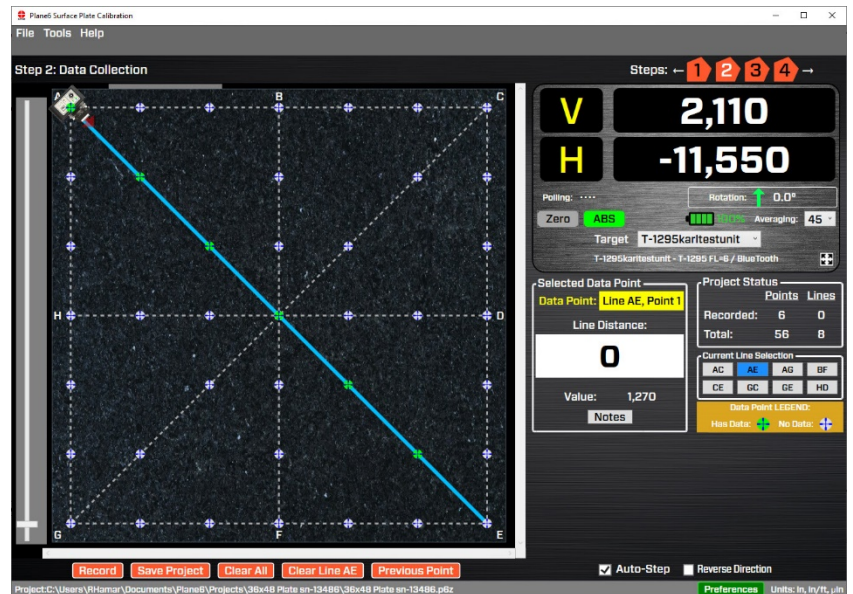 Plane6 Surface Plate Calibration
File Tools Help
Step 2: Data Collection
Steps: ← 1 2 3 4 →
A B C
H D
G F E
V 2,110
H -11,550
Polling: ····
Rotation: ↑ 0.0°
Zero ABS 100% Averaging: 45
Target T-1295karltestunit
T-1295karltestunit - T-1295 FL=6 / BlueTooth
Selected Data Point
Data Point: Line AE, Point 1
Line Distance:
0
Value: 1,270
Notes
Project Status
Points Lines
Recorded: 6 0
Total: 56 8
Current Line Selection
AC AE AG BF
CE GC GE HD
Data Point LEGEND:
Has Data: No Data:
Record Save Project Clear All Clear Line AE Previous Point
Auto-Step Reverse Direction
Project:C:\Users\RHamar\Documents\Plane6\Projects\36x48 Plate sn-13486\36x48 Plate sn-13486.p6z
Preferences Units: in, in/ft, µin